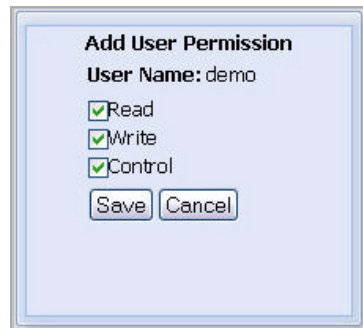 Add User Permission
User Name: demo
Read
Write
Control
Save Cancel